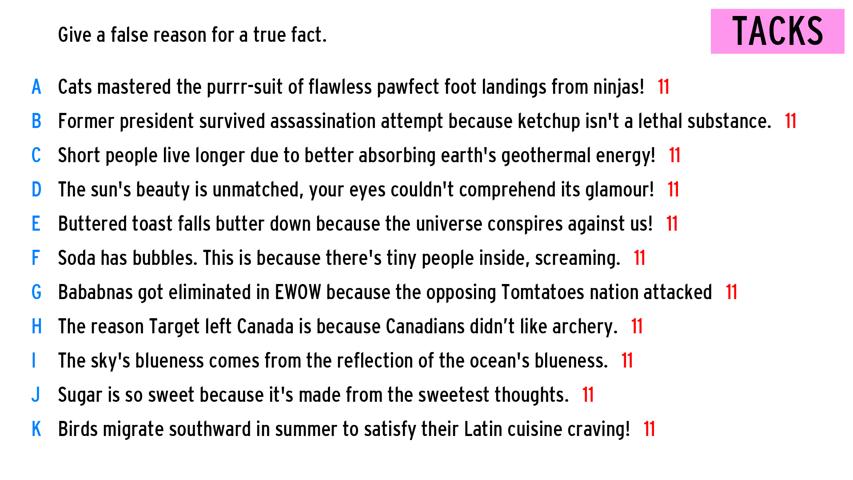 Give a false reason for a true fact.
TACKS
A Cats mastered the purrr-suit of flawless pawfect foot landings from ninjas! 11
B Former president survived assassination attempt because ketchup isn't a lethal substance. 11
C Short people live longer due to better absorbing earth's geothermal energy! 11
D The sun's beauty is unmatched, your eyes couldn't comprehend its glamour! 11
E Buttered toast falls butter down because the universe conspires against us! 11
F Soda has bubbles. This is because there's tiny people inside, screaming. 11
G Bababnas got eliminated in EWOW because the opposing Tomtatoes nation attacked 11
H The reason Target left Canada is because Canadians didn’t like archery. 11
I The sky's blueness comes from the reflection of the ocean's blueness. 11
J Sugar is so sweet because it's made from the sweetest thoughts. 11
K Birds migrate southward in summer to satisfy their Latin cuisine craving! 11